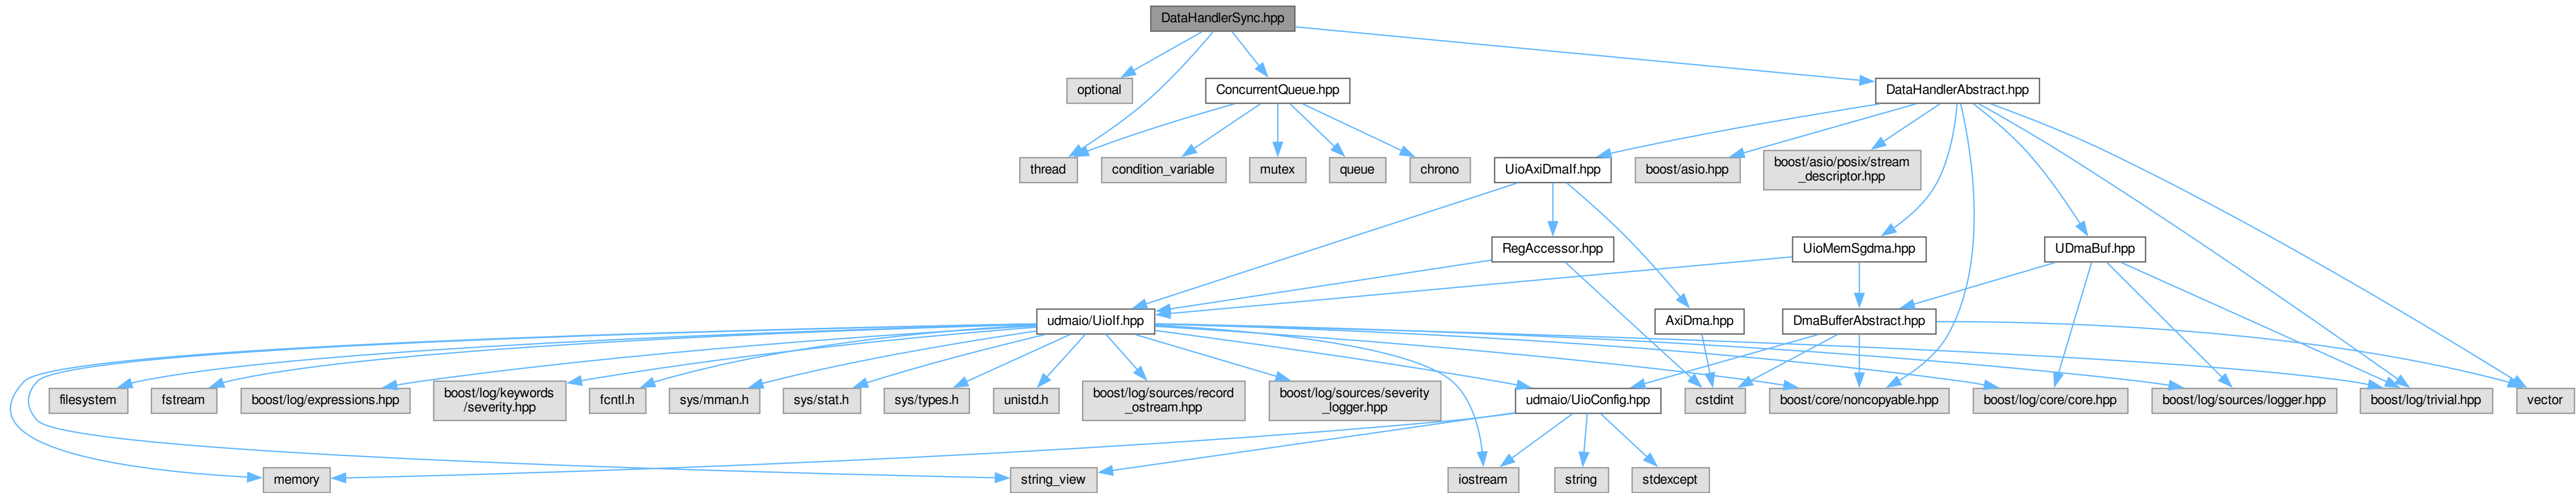 DataHandlerSync.hpp
optional
ConcurrentQueue.hpp
DataHandlerAbstract.hpp
thread
condition_variable
mutex
queue
chrono
UioAxiDmaIf.hpp
boost/asio.hpp
boost/asio/posix/stream
_descriptor.hpp
RegAccessor.hpp
UioMemSgdma.hpp
UDmaBuf.hpp
udmaio/UioIf.hpp
AxiDma.hpp
DmaBufferAbstract.hpp
filesystem
fstream
boost/log/expressions.hpp
boost/log/keywords
/severity.hpp
fcntl.h
sys/mman.h
sys/stat.h
sys/types.h
unistd.h
boost/log/sources/record
_ostream.hpp
boost/log/sources/severity
_logger.hpp
udmaio/UioConfig.hpp
cstdint
boost/core/noncopyable.hpp
boost/log/core/core.hpp
boost/log/sources/logger.hpp
boost/log/trivial.hpp
vector
memory
string_view
iostream
string
stdexcept